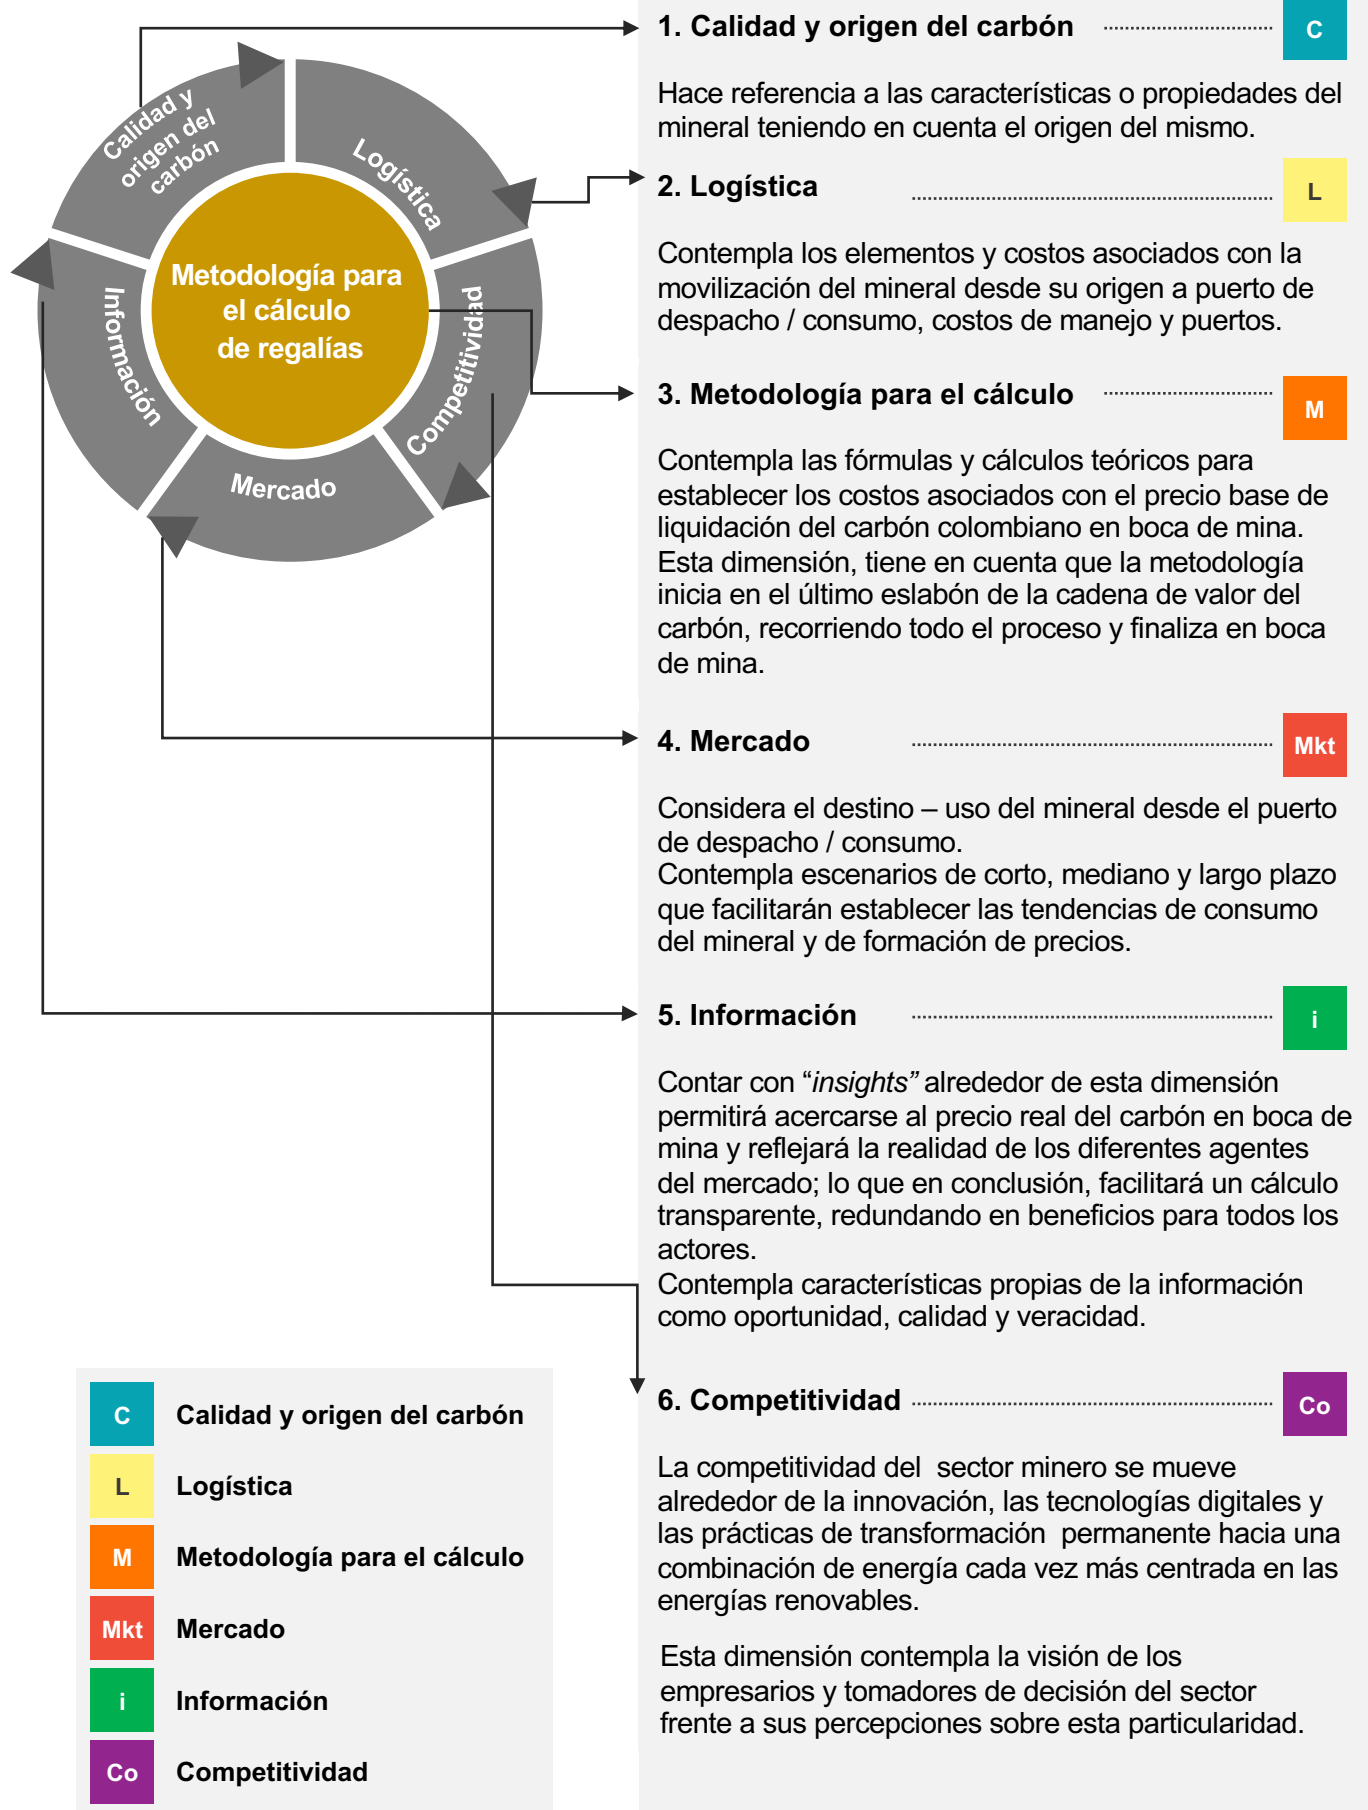 Calidad y
origen del
carbón
Logística
Competitividad
Mercado
Información
Metodología para
el cálculo
de regalías
1. Calidad y origen del carbón
C
Hace referencia a las características o propiedades del
mineral teniendo en cuenta el origen del mismo.
2. Logística
L
Contempla los elementos y costos asociados con la
movilización del mineral desde su origen a puerto de
despacho / consumo, costos de manejo y puertos.
3. Metodología para el cálculo
M
Contempla las fórmulas y cálculos teóricos para
establecer los costos asociados con el precio base de
liquidación del carbón colombiano en boca de mina.
Esta dimensión, tiene en cuenta que la metodología
inicia en el último eslabón de la cadena de valor del
carbón, recorriendo todo el proceso y finaliza en boca
de mina.
4. Mercado
Mkt
Considera el destino – uso del mineral desde el puerto
de despacho / consumo.
Contempla escenarios de corto, mediano y largo plazo
que facilitarán establecer las tendencias de consumo
del mineral y de formación de precios.
5. Información
i
Contar con “insights” alrededor de esta dimensión
permitirá acercarse al precio real del carbón en boca de
mina y reflejará la realidad de los diferentes agentes
del mercado; lo que en conclusión, facilitará un cálculo
transparente, redundando en beneficios para todos los
actores.
Contempla características propias de la información
como oportunidad, calidad y veracidad.
6. Competitividad
Co
La competitividad del  sector minero se mueve
alrededor de la innovación, las tecnologías digitales y
las prácticas de transformación  permanente hacia una
combinación de energía cada vez más centrada en las
energías renovables.
Esta dimensión contempla la visión de los
empresarios y tomadores de decisión del sector
frente a sus percepciones sobre esta particularidad.
C Calidad y origen del carbón
L Logística
M Metodología para el cálculo
Mkt Mercado
i Información
Co Competitividad